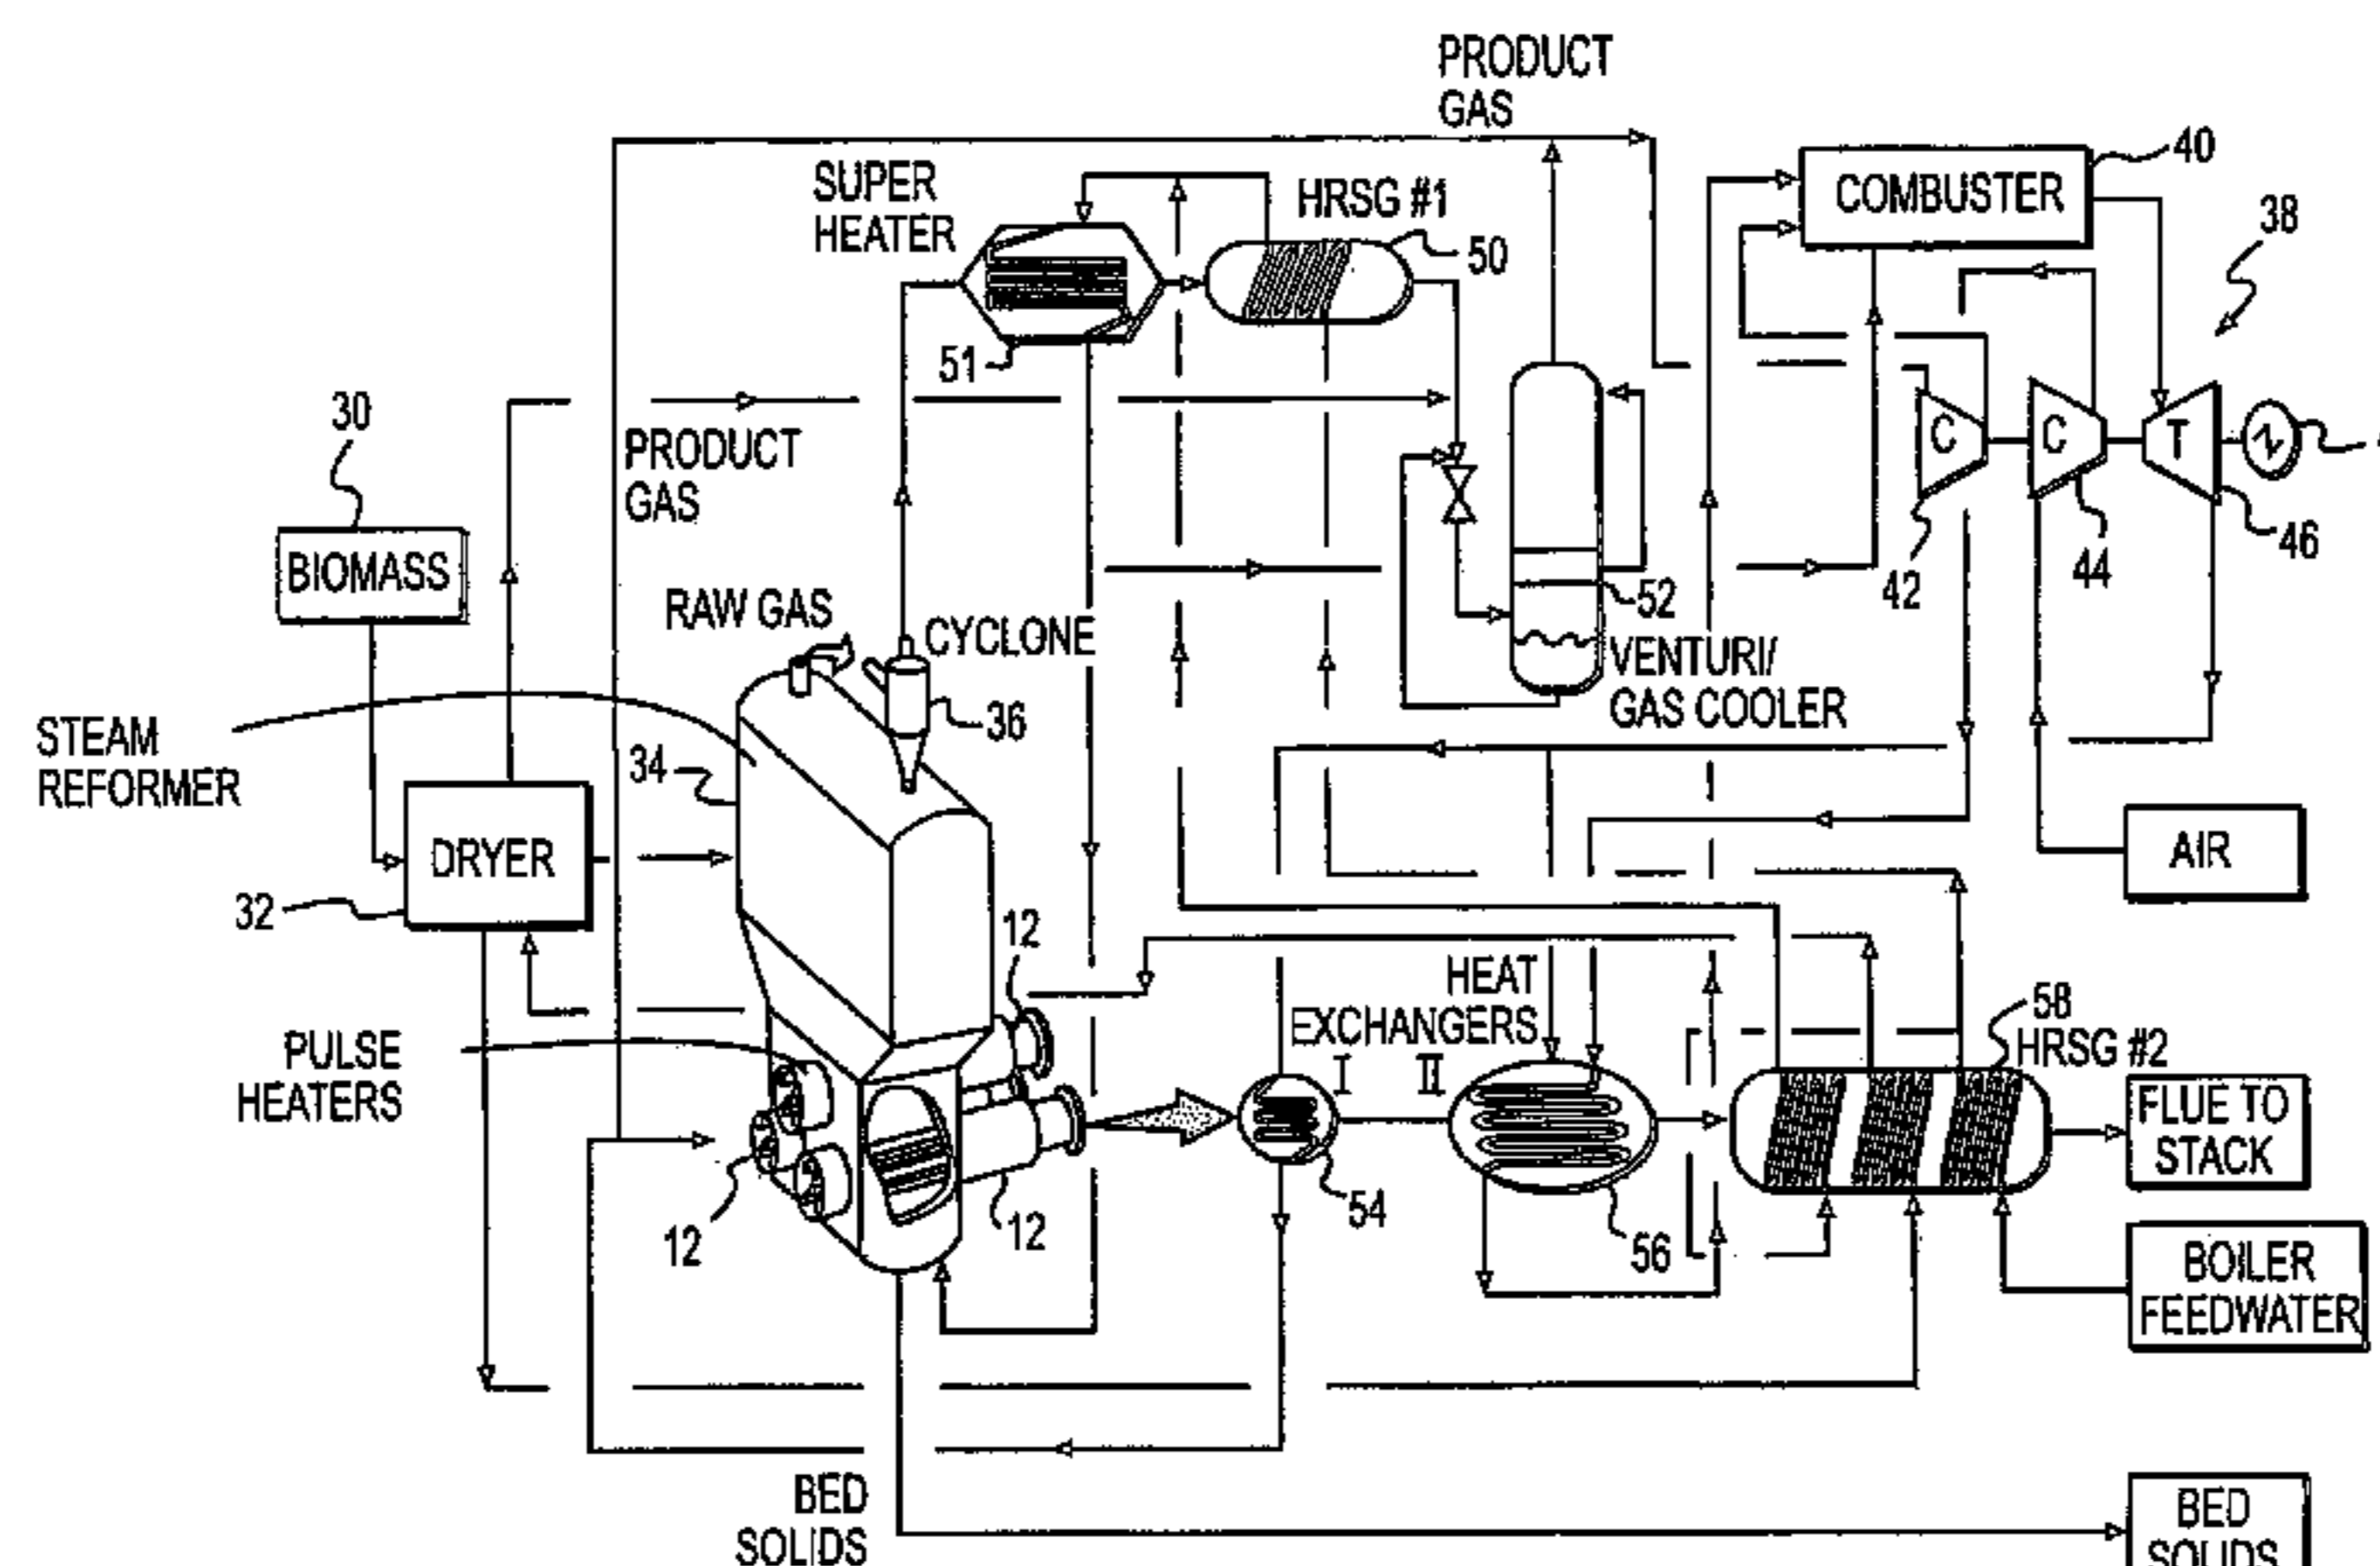 PRODUCT
GAS
SUPER
HEATER
HRSG #1
50
COMBUSTER
40
38
51
30
PRODUCT
GAS
C
C
T
BIOMASS
RAW GAS
CYCLONE
52
42
44
46
VENTURI/
GAS COOLER
STEAM
REFORMER
34
36
DRYER
AIR
32
12
HEAT
EXCHANGERS
I
II
58
HRSG #2
PULSE
HEATERS
FLUE TO
STACK
12
12
54
56
BOILER
FEEDWATER
BED
SOLIDS
BED
SOLIDS